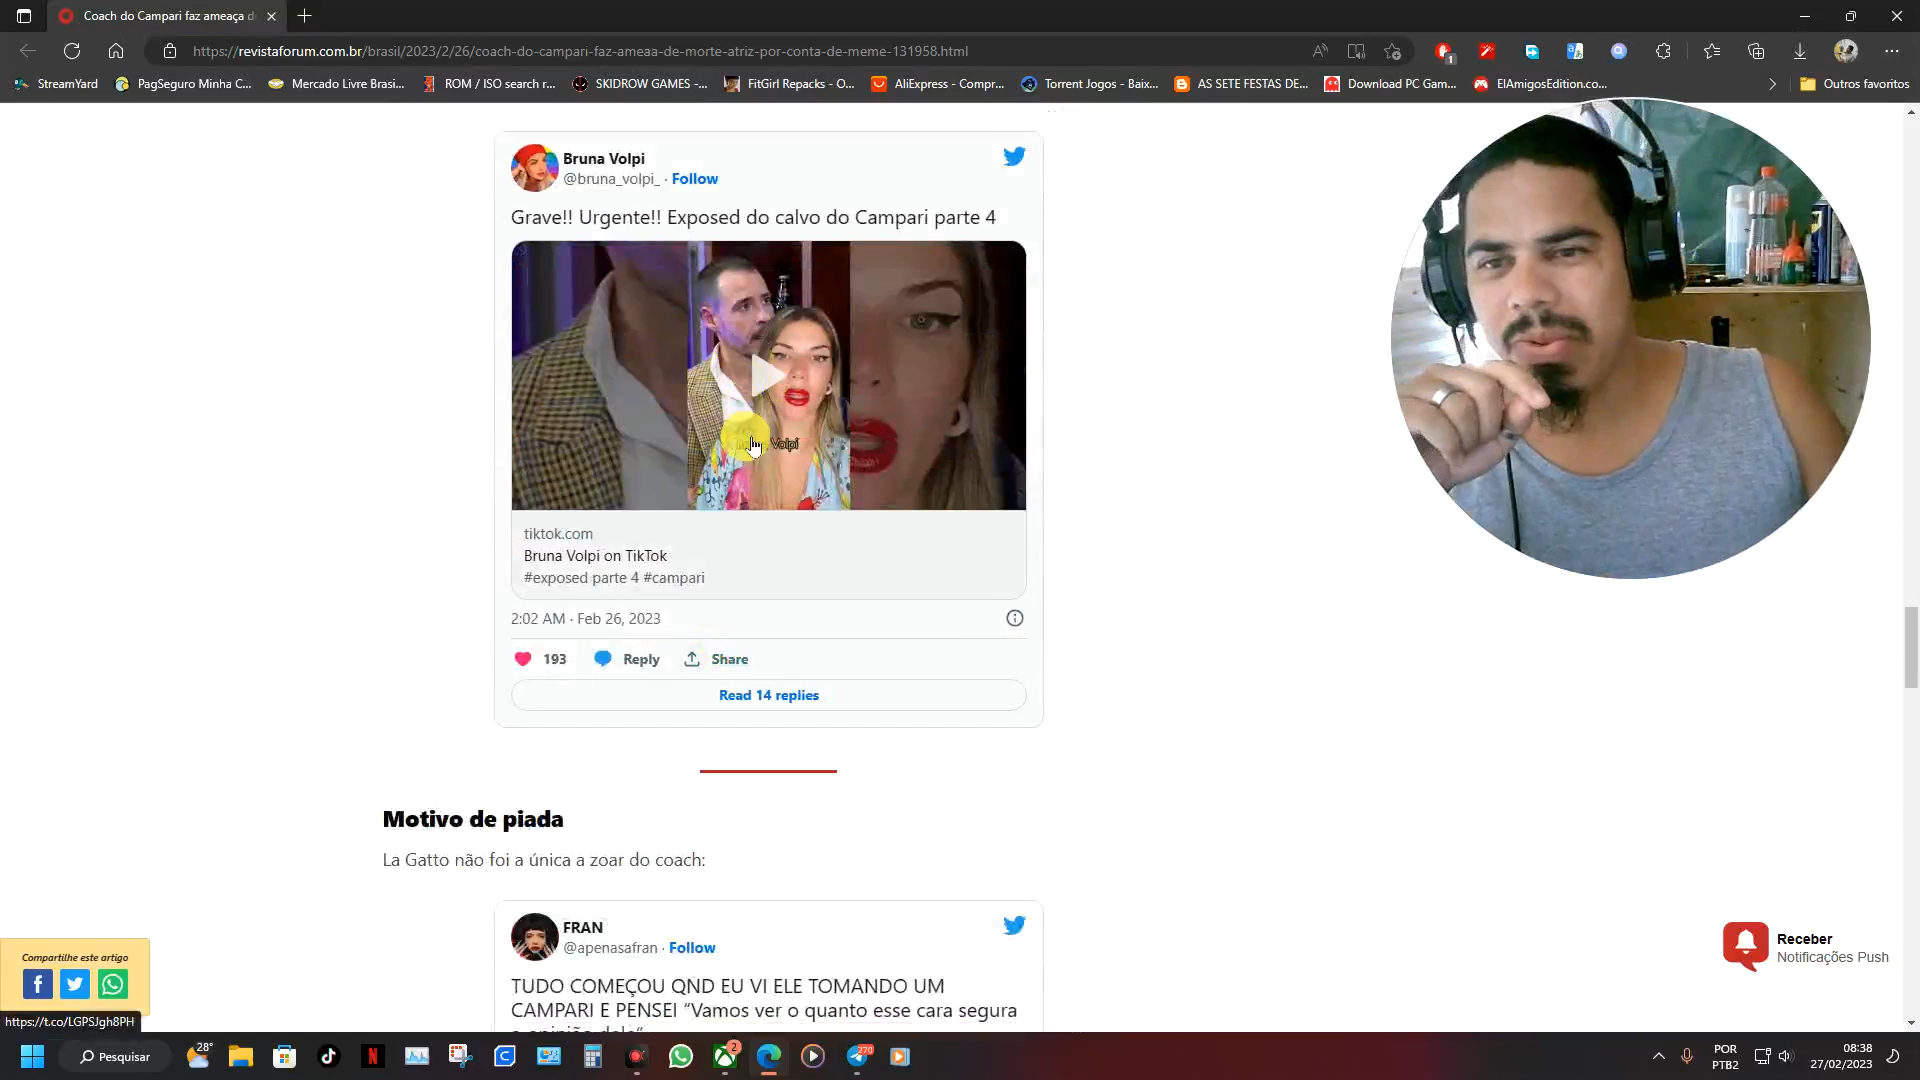 Coach do Campari faz ameaça d
https://revistaforum.com.br/brasil/2023/2/26/coach-do-campari-faz-ameaa-de-morte-atriz-por-conta-de-meme-131958.html
1
StreamYard
PagSeguro Minha C...
Mercado Livre Brasi...
ROM / ISO search r...
SKIDROW GAMES -...
FitGirl Repacks - O...
AliExpress - Compr...
Torrent Jogos - Baix...
AS SETE FESTAS DE...
Download PC Gam...
ElAmigosEdition.co...
Outros favoritos
Bruna Volpi
@bruna_volpi_ · Follow
Grave!! Urgente!! Exposed do calvo do Campari parte 4
Volpi
tiktok.com
Bruna Volpi on TikTok
#exposed parte 4 #campari
2:02 AM · Feb 26, 2023
193
Reply
Share
Read 14 replies
Motivo de piada
La Gatto não foi a única a zoar do coach:
FRAN
@apenasafran · Follow
TUDO COMEÇOU QND EU VI ELE TOMANDO UM
CAMPARI E PENSEI “Vamos ver o quanto esse cara segura
a opinião dele”
Receber
Notificações Push
Compartilhe este artigo
https://t.co/LGPSJgh8PH
Pesquisar
28°
2
270
POR
PTB2
08:38
27/02/2023